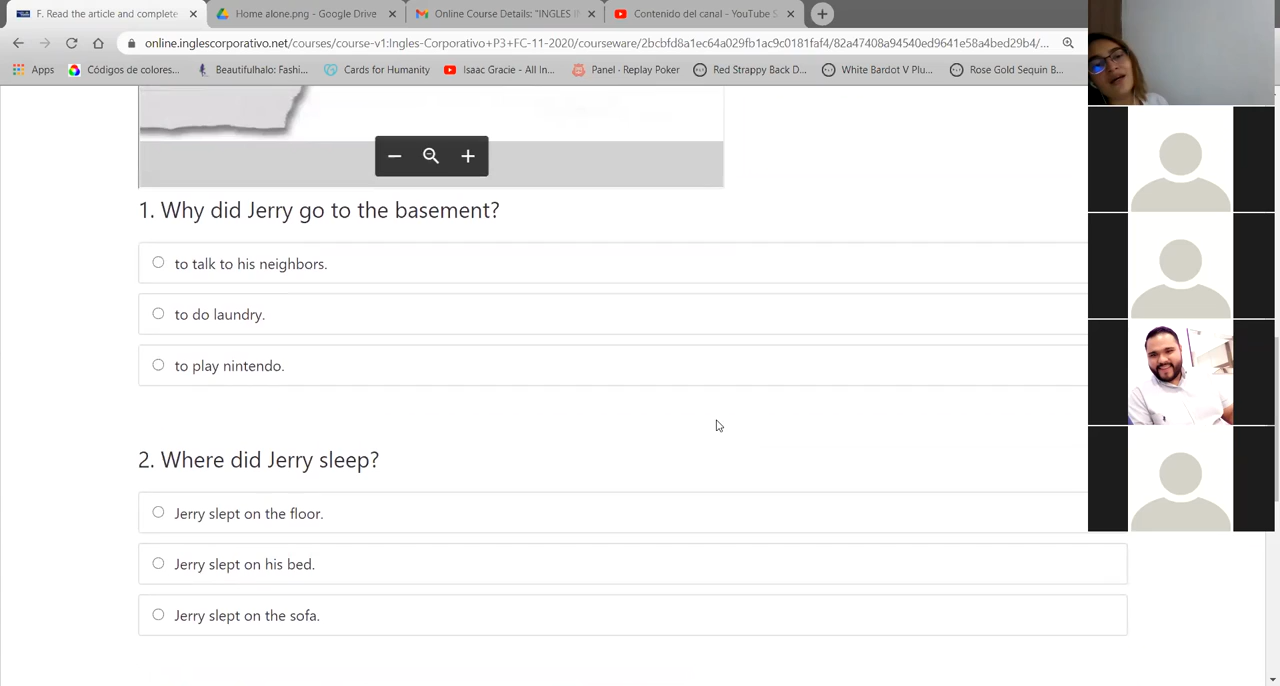 F. Read the article and complete
Home alone.png - Google Drive
Online Course Details: "INGLES I
Contenido del canal - YouTube S
online.inglescorporativo.net/courses/course-v1:Ingles-Corporativo+P3+FC-11-2020/courseware/2bcbfd8a1ec64a029fb1ac9c0181faf4/82a47408a94540ed9641e58a4bed29b4/...
Apps
Códigos de colores...
Beautifulhalo: Fashi...
Cards for Humanity
Isaac Gracie - All In...
Panel · Replay Poker
Red Strappy Back D...
White Bardot V Plu...
Rose Gold Sequin B...
1. Why did Jerry go to the basement?
to talk to his neighbors.
to do laundry.
to play nintendo.
2. Where did Jerry sleep?
Jerry slept on the floor.
Jerry slept on his bed.
Jerry slept on the sofa.